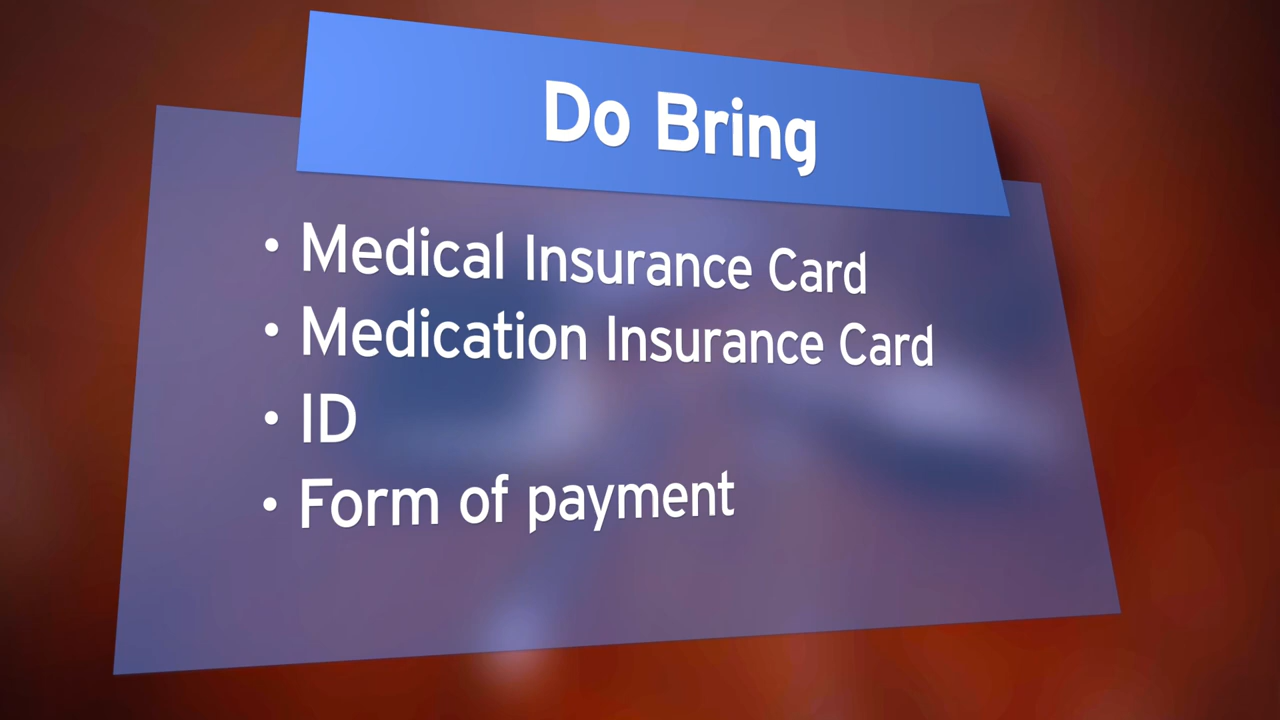 Do Bring
• Medical Insurance Card
• Medication Insurance Card
• ID
• Form of payment